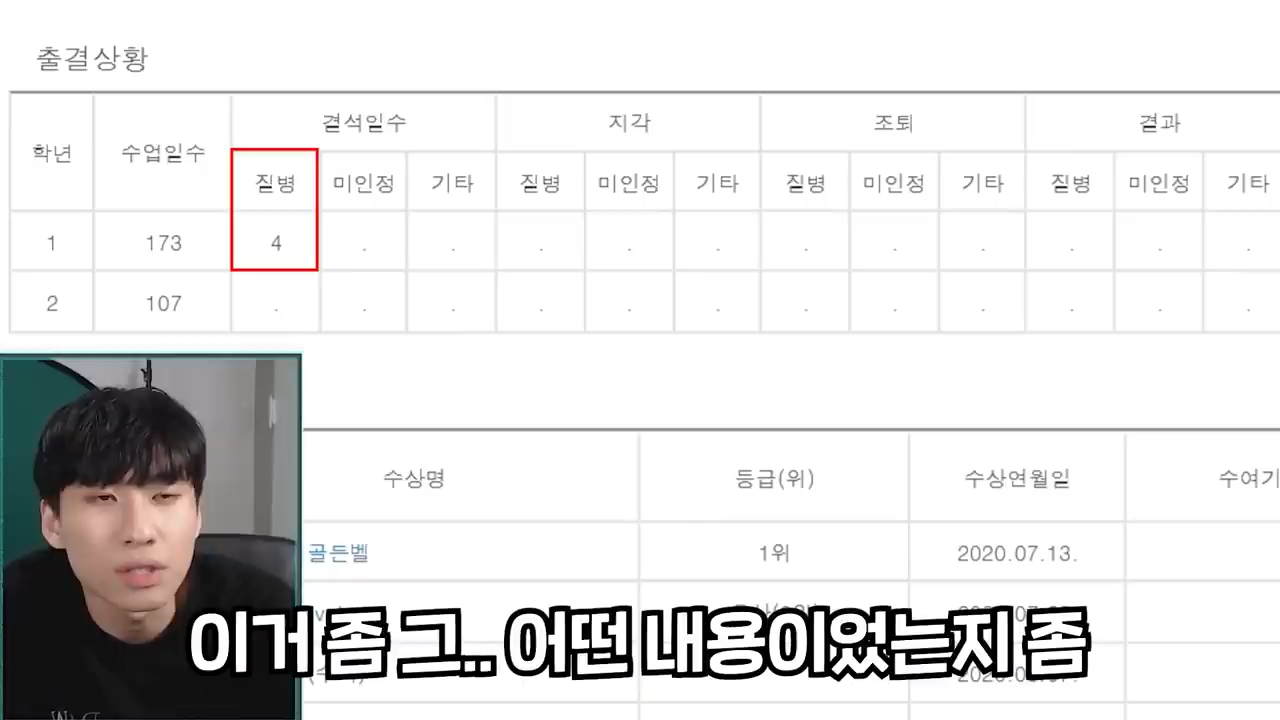 출결상황
학년 수업일수 결석일수 지각 조퇴 결과
질병 미인정 기타 질병 미인정 기타 질병 미인정 기타 질병 미인정 기타
1 173 4 . . . . . . . . . . .
2 107 . . . . . . . . . . . .
수상명 등급(위) 수상연월일 수여기
골든벨 1위 2020.07.13.
이거 좀 그.. 어떤 내용이었는지 좀